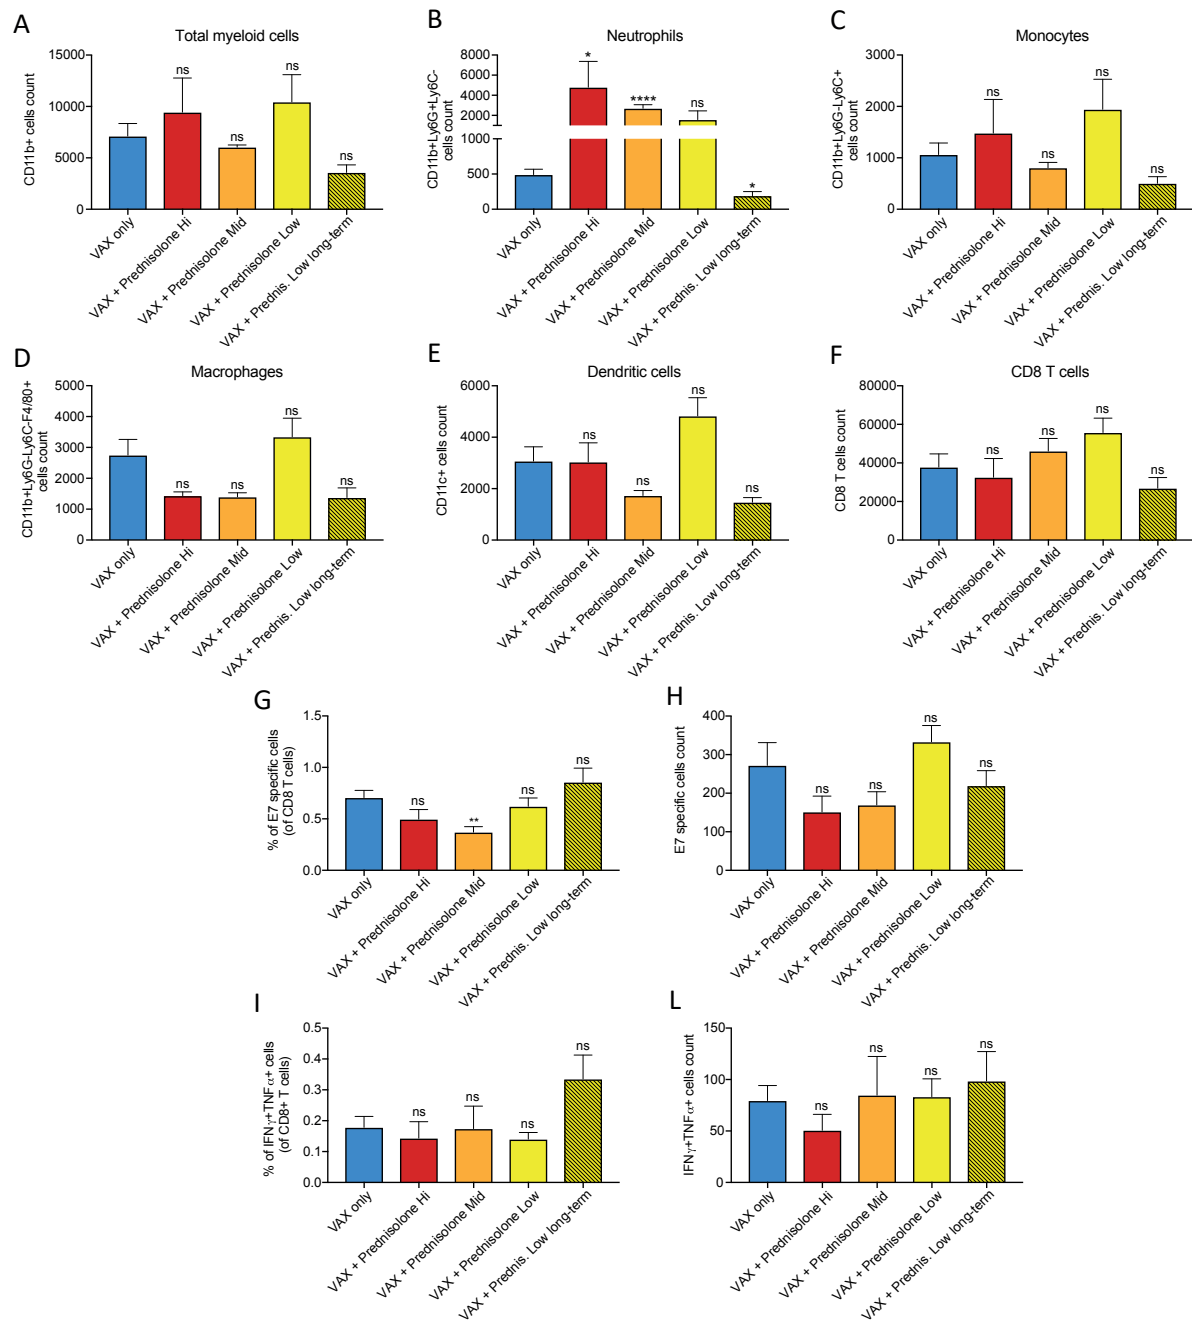 A
Total myeloid cells
CD11b+ cells count
15000
10000
5000
0
ns
ns
ns
ns
VAX only
VAX + Prednisolone Hi
VAX + Prednisolone Mid
VAX + Prednisolone Low
VAX + Prednis. Low long-term
B
Neutrophils
CD11b+Ly6G+Ly6C-
cells count
8000
6000
4000
2000
1000
500
0
*
****
ns
*
VAX only
VAX + Prednisolone Hi
VAX + Prednisolone Mid
VAX + Prednisolone Low
VAX + Prednis. Low long-term
C
Monocytes
CD11b+Ly6G-Ly6C+
cells count
3000
2000
1000
0
ns
ns
ns
ns
VAX only
VAX + Prednisolone Hi
VAX + Prednisolone Mid
VAX + Prednisolone Low
VAX + Prednis. Low long-term
D
Macrophages
CD11b+Ly6G-Ly6C-F4/80+
cells count
5000
4000
3000
2000
1000
0
ns
ns
ns
ns
VAX only
VAX + Prednisolone Hi
VAX + Prednisolone Mid
VAX + Prednisolone Low
VAX + Prednis. Low long-term
E
Dendritic cells
CD11c+ cells count
6000
4000
2000
0
ns
ns
ns
ns
VAX only
VAX + Prednisolone Hi
VAX + Prednisolone Mid
VAX + Prednisolone Low
VAX + Prednis. Low long-term
F
CD8 T cells
CD8 T cells count
80000
60000
40000
20000
0
ns
ns
ns
ns
VAX only
VAX + Prednisolone Hi
VAX + Prednisolone Mid
VAX + Prednisolone Low
VAX + Prednis. Low long-term
G
% of E7 specific cells
(of CD8 T cells)
1.5
1.0
0.5
0.0
ns
**
ns
ns
VAX only
VAX + Prednisolone Hi
VAX + Prednisolone Mid
VAX + Prednisolone Low
VAX + Prednis. Low long-term
H
E7 specific cells count
400
300
200
100
0
ns
ns
ns
ns
VAX only
VAX + Prednisolone Hi
VAX + Prednisolone Mid
VAX + Prednisolone Low
VAX + Prednis. Low long-term
I
% of IFNγ+TNFα+ cells
(of CD8+ T cells)
0.5
0.4
0.3
0.2
0.1
0.0
ns
ns
ns
ns
VAX only
VAX + Prednisolone Hi
VAX + Prednisolone Mid
VAX + Prednisolone Low
VAX + Prednis. Low long-term
L
IFNγ+TNFα+ cells count
150
100
50
0
ns
ns
ns
ns
VAX only
VAX + Prednisolone Hi
VAX + Prednisolone Mid
VAX + Prednisolone Low
VAX + Prednis. Low long-term